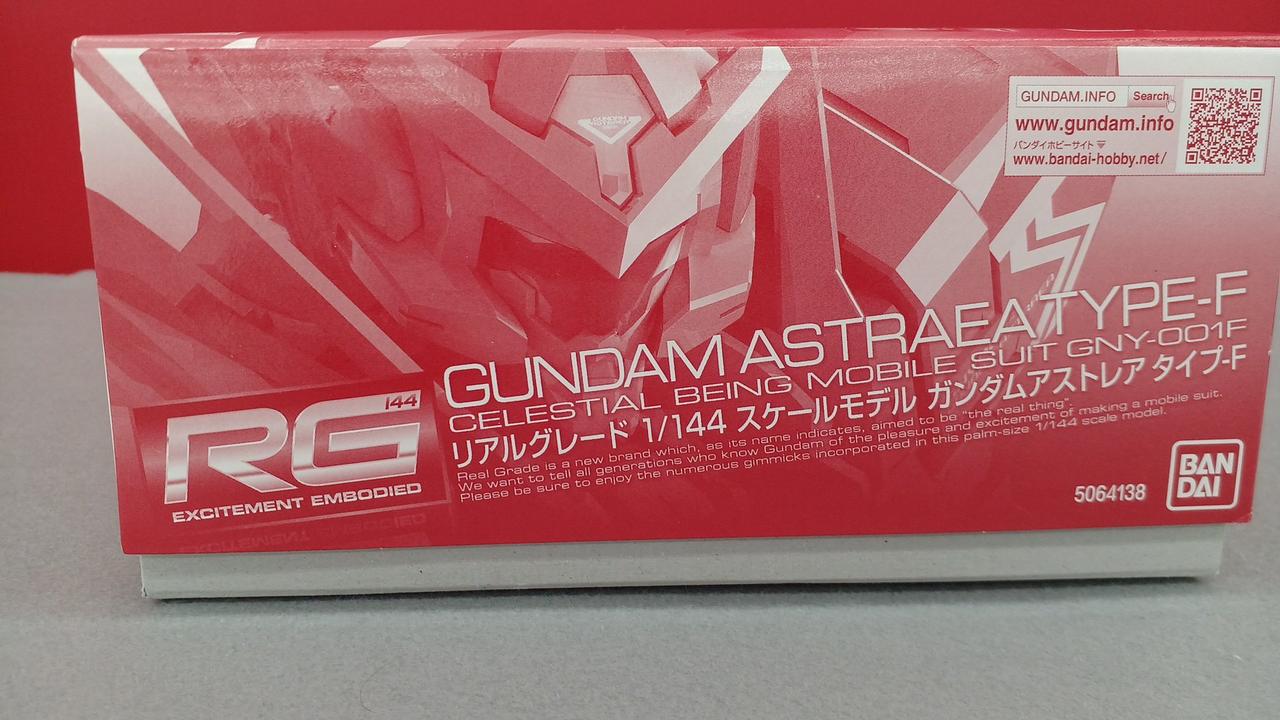 GUNDAM.INFO Search
www.gundam.info
バンダイホビーサイト
www.bandai-hobby.net/
GUNDAM ASTRAEA TYPE-F
CELESTIAL BEING MOBILE SUIT GNY-001F
リアルグレード 1/144 スケールモデル ガンダムアストレア タイプ-F
Real Grade is a new brand which, as its name indicates, aimed to be "the real thing".
We want to tell all generations who know Gundam of the pleasure and excitement of making a mobile suit.
Please be sure to enjoy the numerous gimmicks incorporated in this palm-size 1/144 scale model.
144
RG
EXCITEMENT EMBODIED
5064138
BAN
DAI